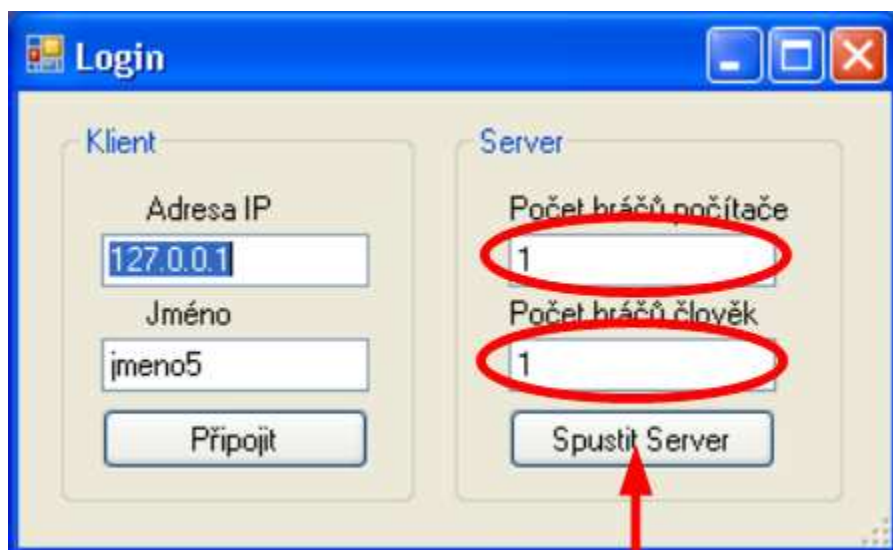 Login
Klient
Adresa IP
127.0.0.1
Jméno
jmeno5
Připojit
Server
Počet hráčů počítače
1
Počet hráčů člověk
1
Spustit Server